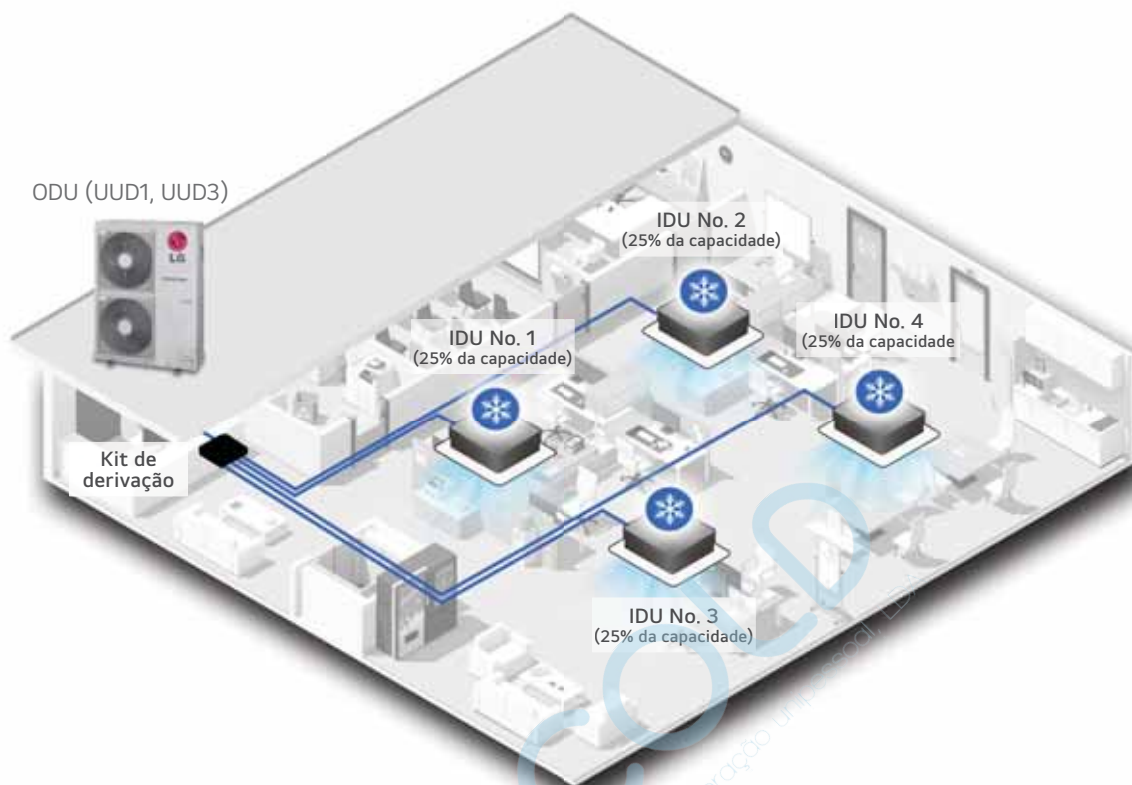 ODU (UUD1, UUD3)
LG
IDU No. 2
(25% da capacidade)
IDU No. 1
(25% da capacidade)
IDU No. 4
(25% da capacidade
Kit de
derivação
IDU No. 3
(25% da capacidade)
COLD